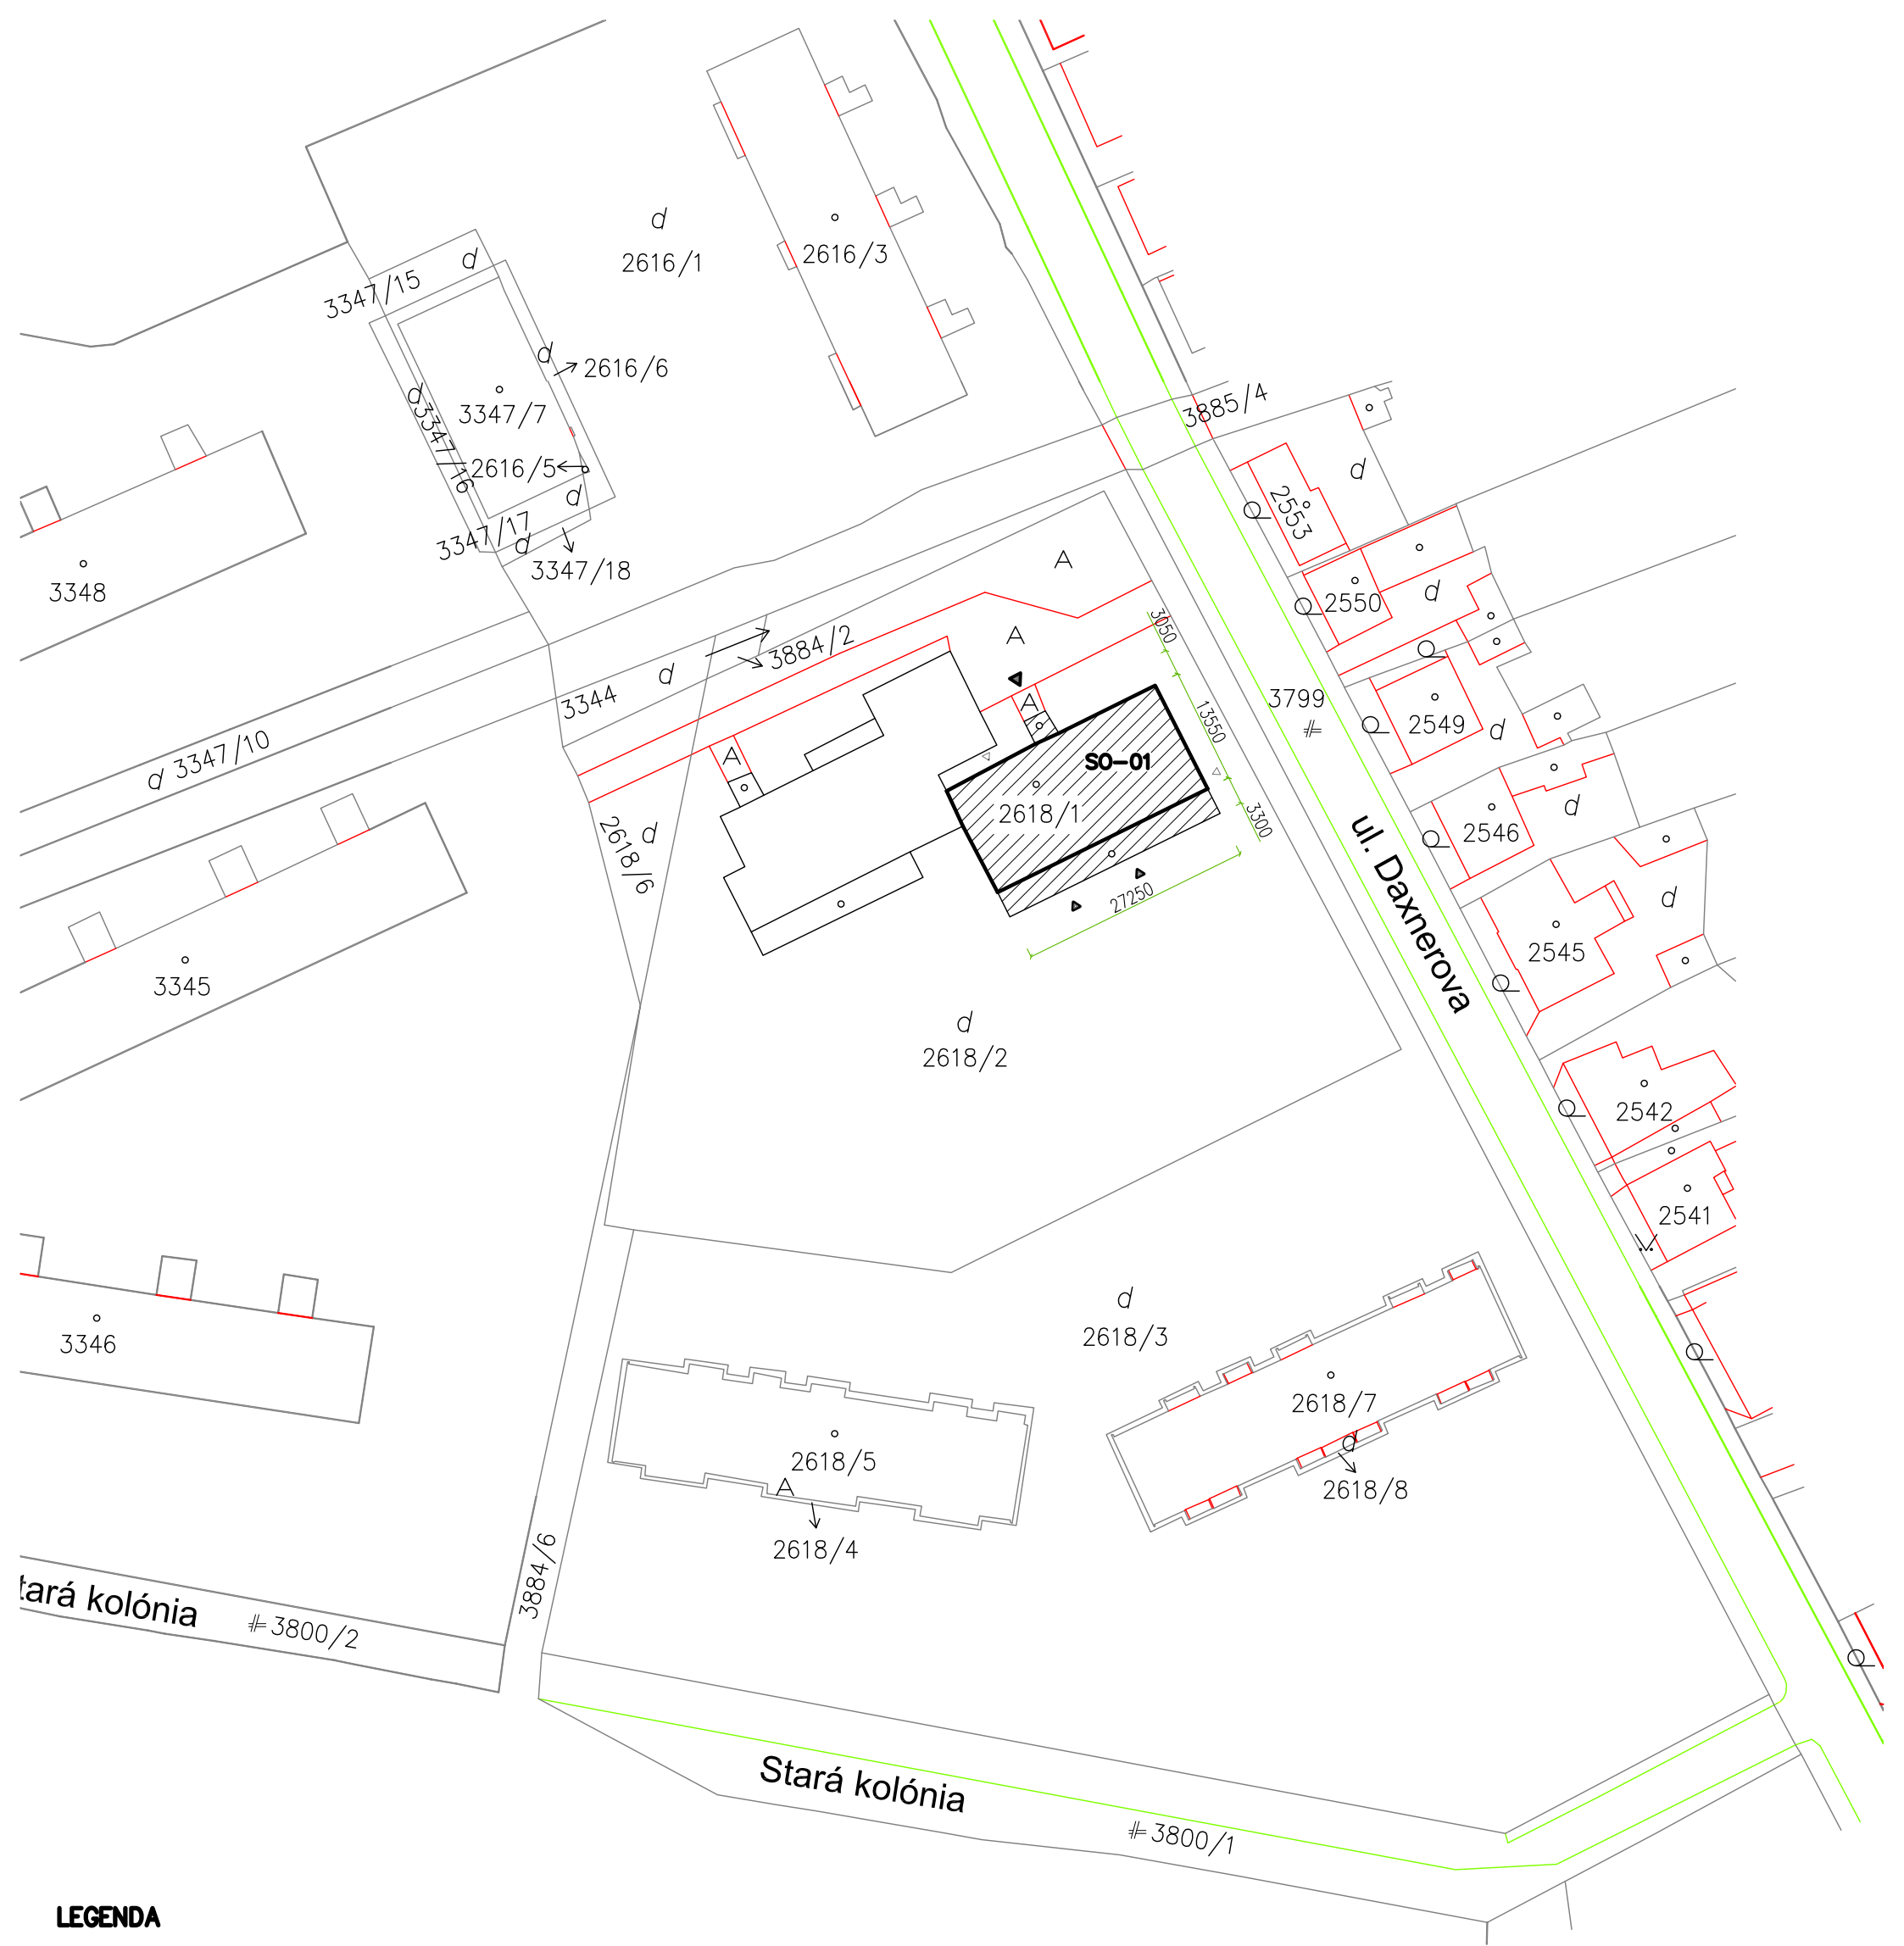 d
2616/1
2616/3
d
3347/15
d
2616/6
3347/7
d
3347/16
2616/5
d
3347/17
d
3347/18
3348
3885/4
d
2553
2550
d
A
A
3050
d
3884/2
3344
3799
2549
d
d 3347/10
A
A
13550
SO-01
2618/1
3300
2618/6
d
27250
ul. Daxnerova
2546
d
d
2545
3345
d
2618/2
2542
2541
3346
d
2618/3
2618/7
d
2618/8
2618/5
A
2618/4
3884/6
tará kolónia
3800/2
Stará kolónia
3800/1
LEGENDA